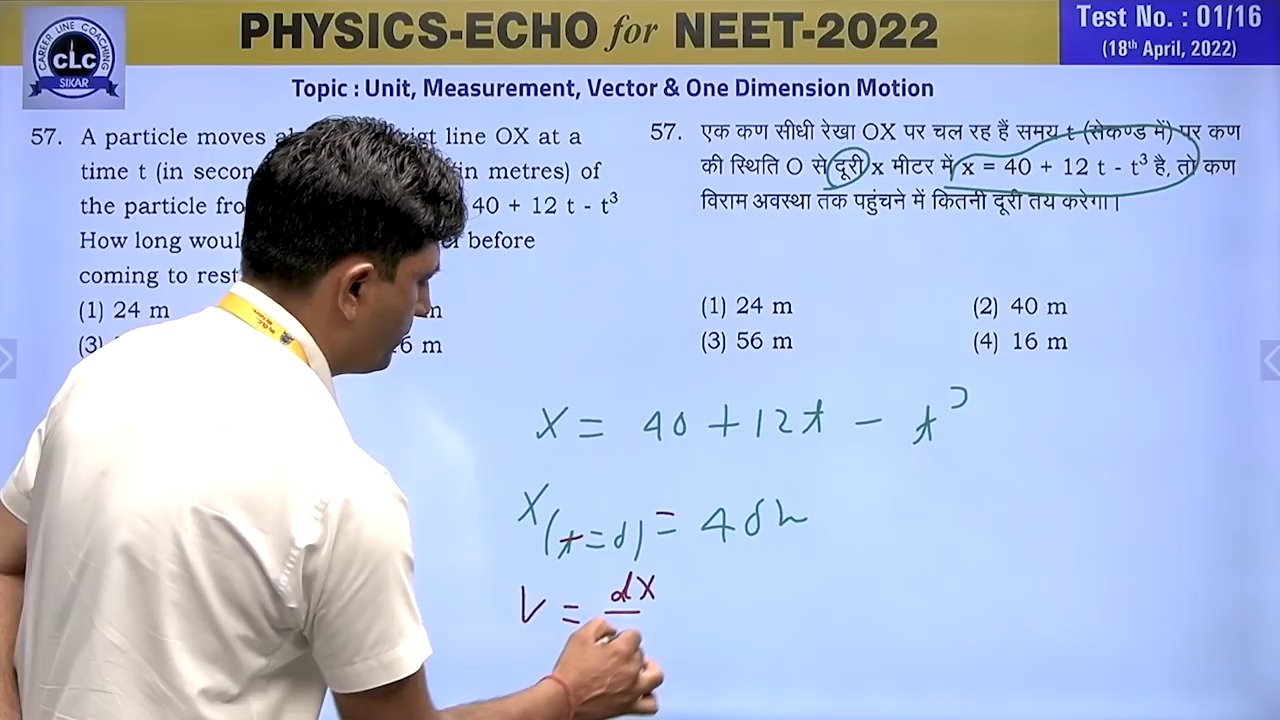 PHYSICS-ECHO for NEET-2022
Test No. : 01/16
(18th April, 2022)
CAREER LINE COACHING
CLC
SIKAR
Topic : Unit, Measurement, Vector & One Dimension Motion
57. A particle moves line OX at a
time t (in in metres) of
the particle 40 + 12 t - t³
How long before
coming to rest
(1) 24 m m
(3) 6 m
57. एक कण सीधी रेखा OX पर चल रह हैं समय t (सेकण्ड में) पर कण
की स्थिति O से दूरी x मीटर में x = 40 + 12 t - t³ है, तो कण
विराम अवस्था तक पहुंचने में कितनी दूरी तय करेगा।
(1) 24 m (2) 40 m
(3) 56 m (4) 16 m
x = 40 + 12t - t³
x(t=0) = 40m
V = dx